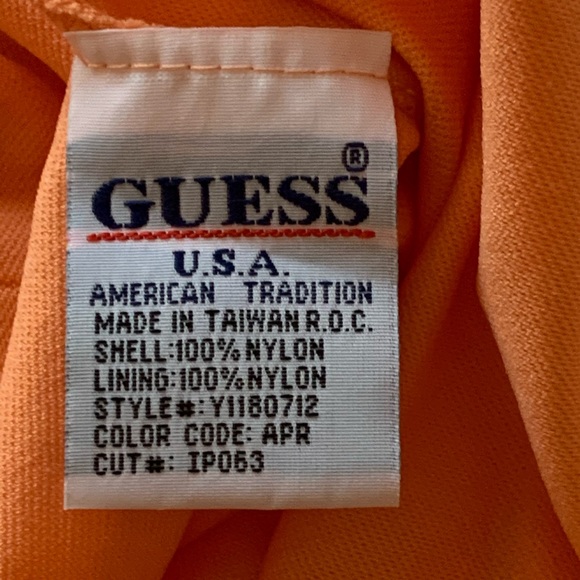 ®
GUESS
U.S.A.
AMERICAN TRADITION
MADE IN TAIWAN R.O.C.
SHELL:100% NYLON
LINING:100% NYLON
STYLE#:Y1180712
COLOR CODE: APR
CUT#: IP063